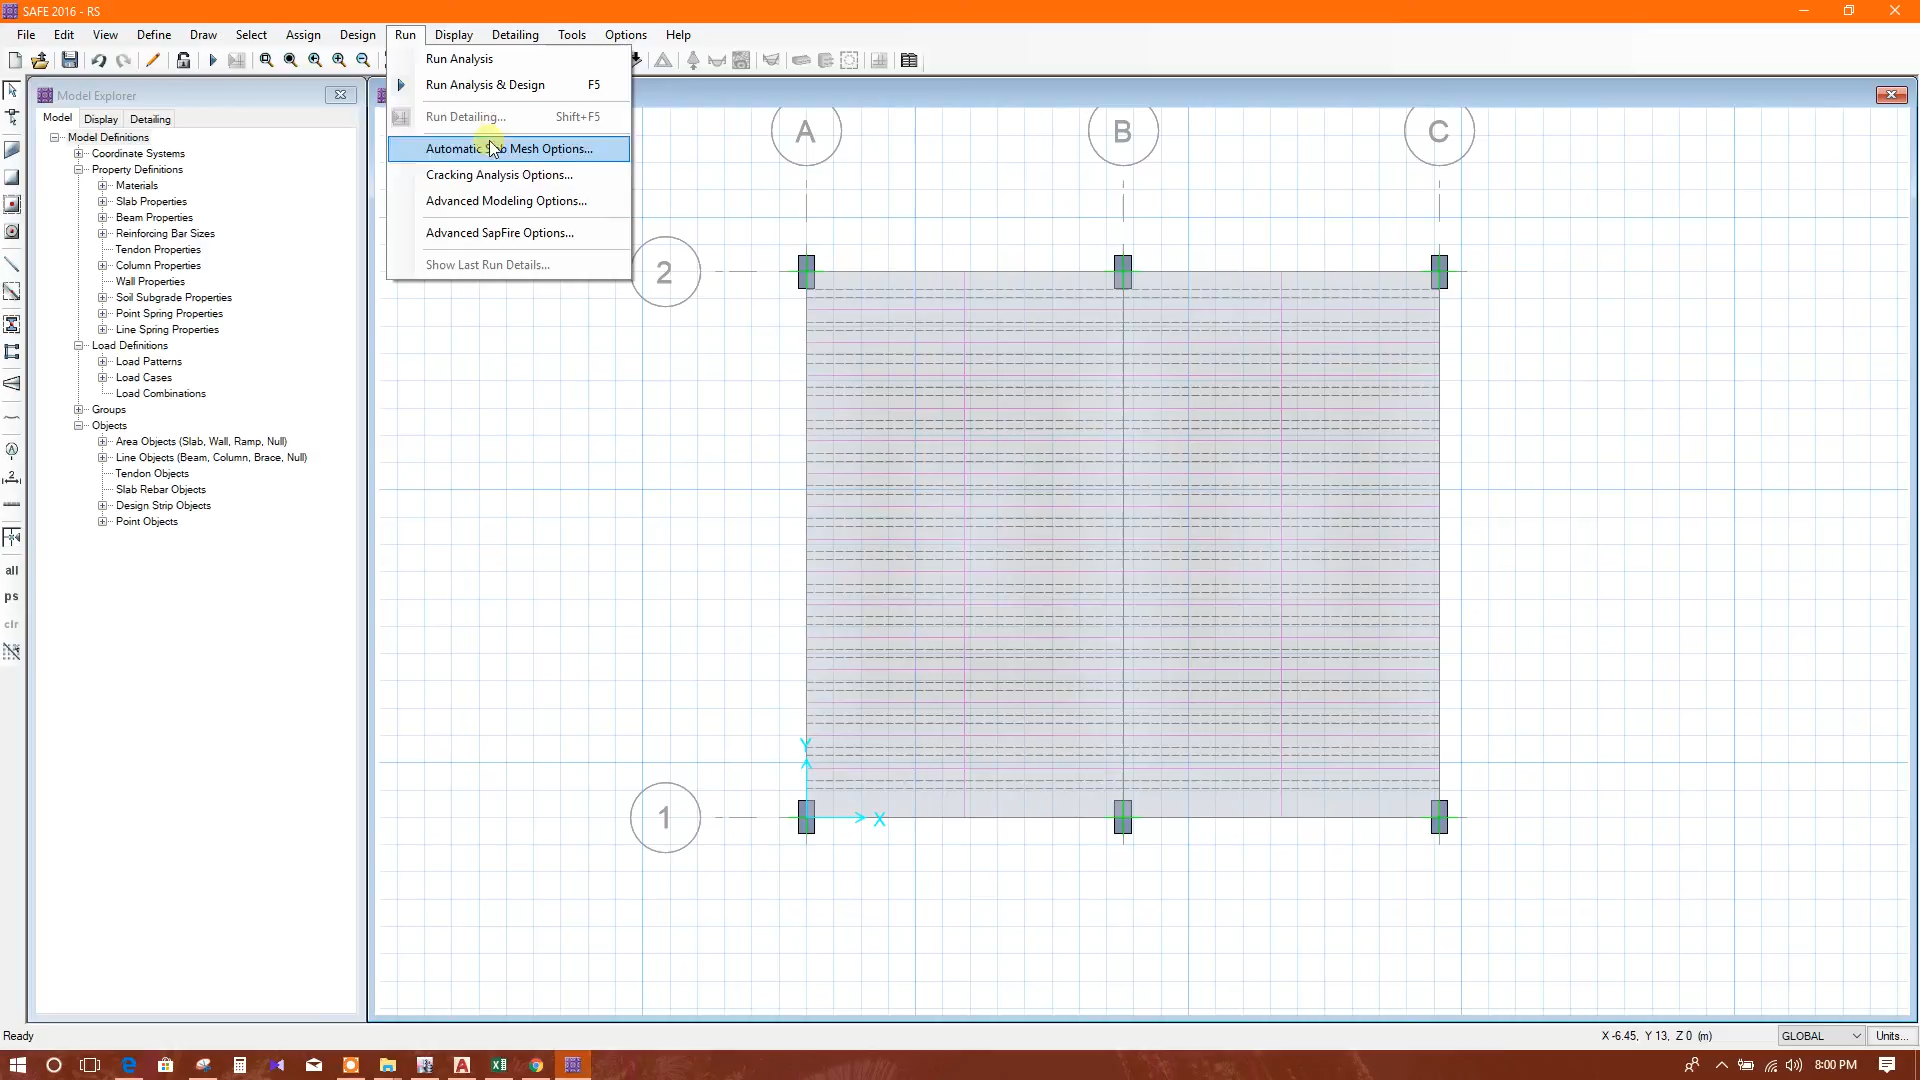 SAFE 2016 - RS
File Edit View Define Draw Select Assign Design Run Display Detailing Tools Options Help
Run Analysis
Run Analysis & Design F5
Run Detailing... Shift+F5
Automatic Slab Mesh Options...
Cracking Analysis Options...
Advanced Modeling Options...
Advanced SapFire Options...
Show Last Run Details...
Model Explorer
Model Display Detailing
Model Definitions
Coordinate Systems
Property Definitions
Materials
Slab Properties
Beam Properties
Reinforcing Bar Sizes
Tendon Properties
Column Properties
Wall Properties
Soil Subgrade Properties
Point Spring Properties
Line Spring Properties
Load Definitions
Load Patterns
Load Cases
Load Combinations
Groups
Objects
Area Objects (Slab, Wall, Ramp, Null)
Line Objects (Beam, Column, Brace, Null)
Tendon Objects
Slab Rebar Objects
Design Strip Objects
Point Objects
all
ps
clr
A B C
2
1
Y
X
Ready
X -6.45, Y 13, Z 0 (m)
GLOBAL
Units...
8:00 PM